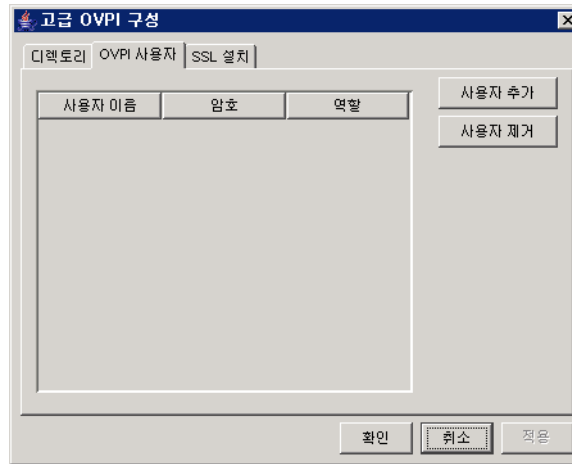 고급 OVPI 구성
디렉토리 OVPI 사용자 SSL 설치
사용자 이름 암호 역할
사용자 추가
사용자 제거
확인 취소 적용